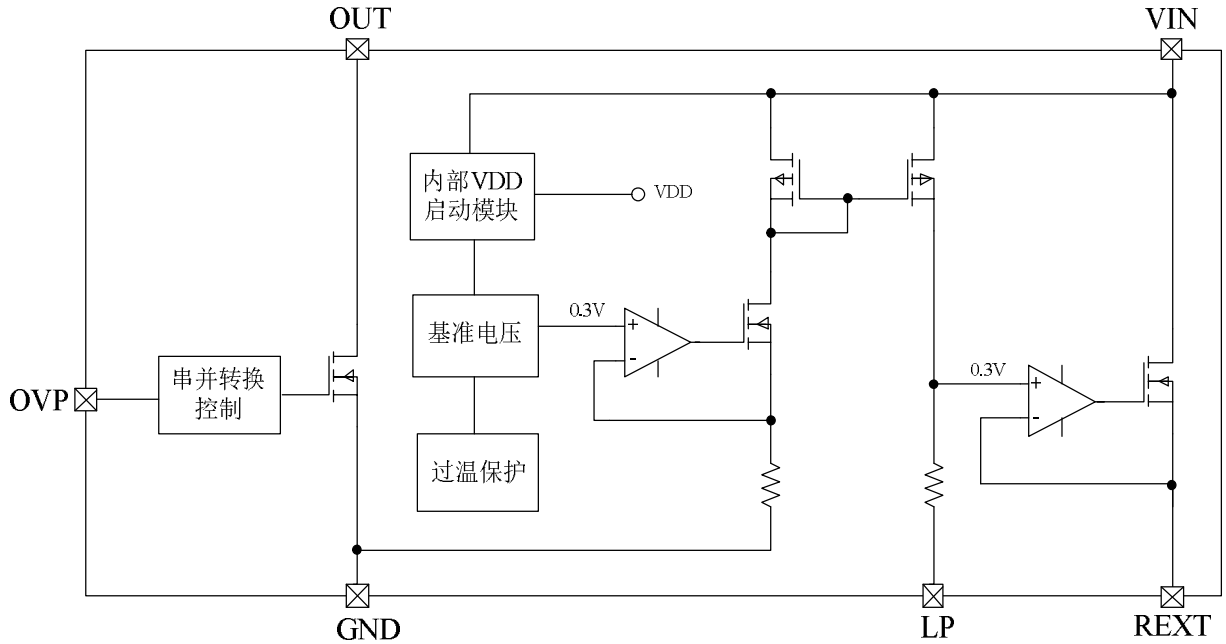 OUT
VIN
内部VDD
启动模块
VDD
基准电压
0.3V
+
-
OVP
串并转换
控制
0.3V
+
-
过温保护
GND
LP
REXT